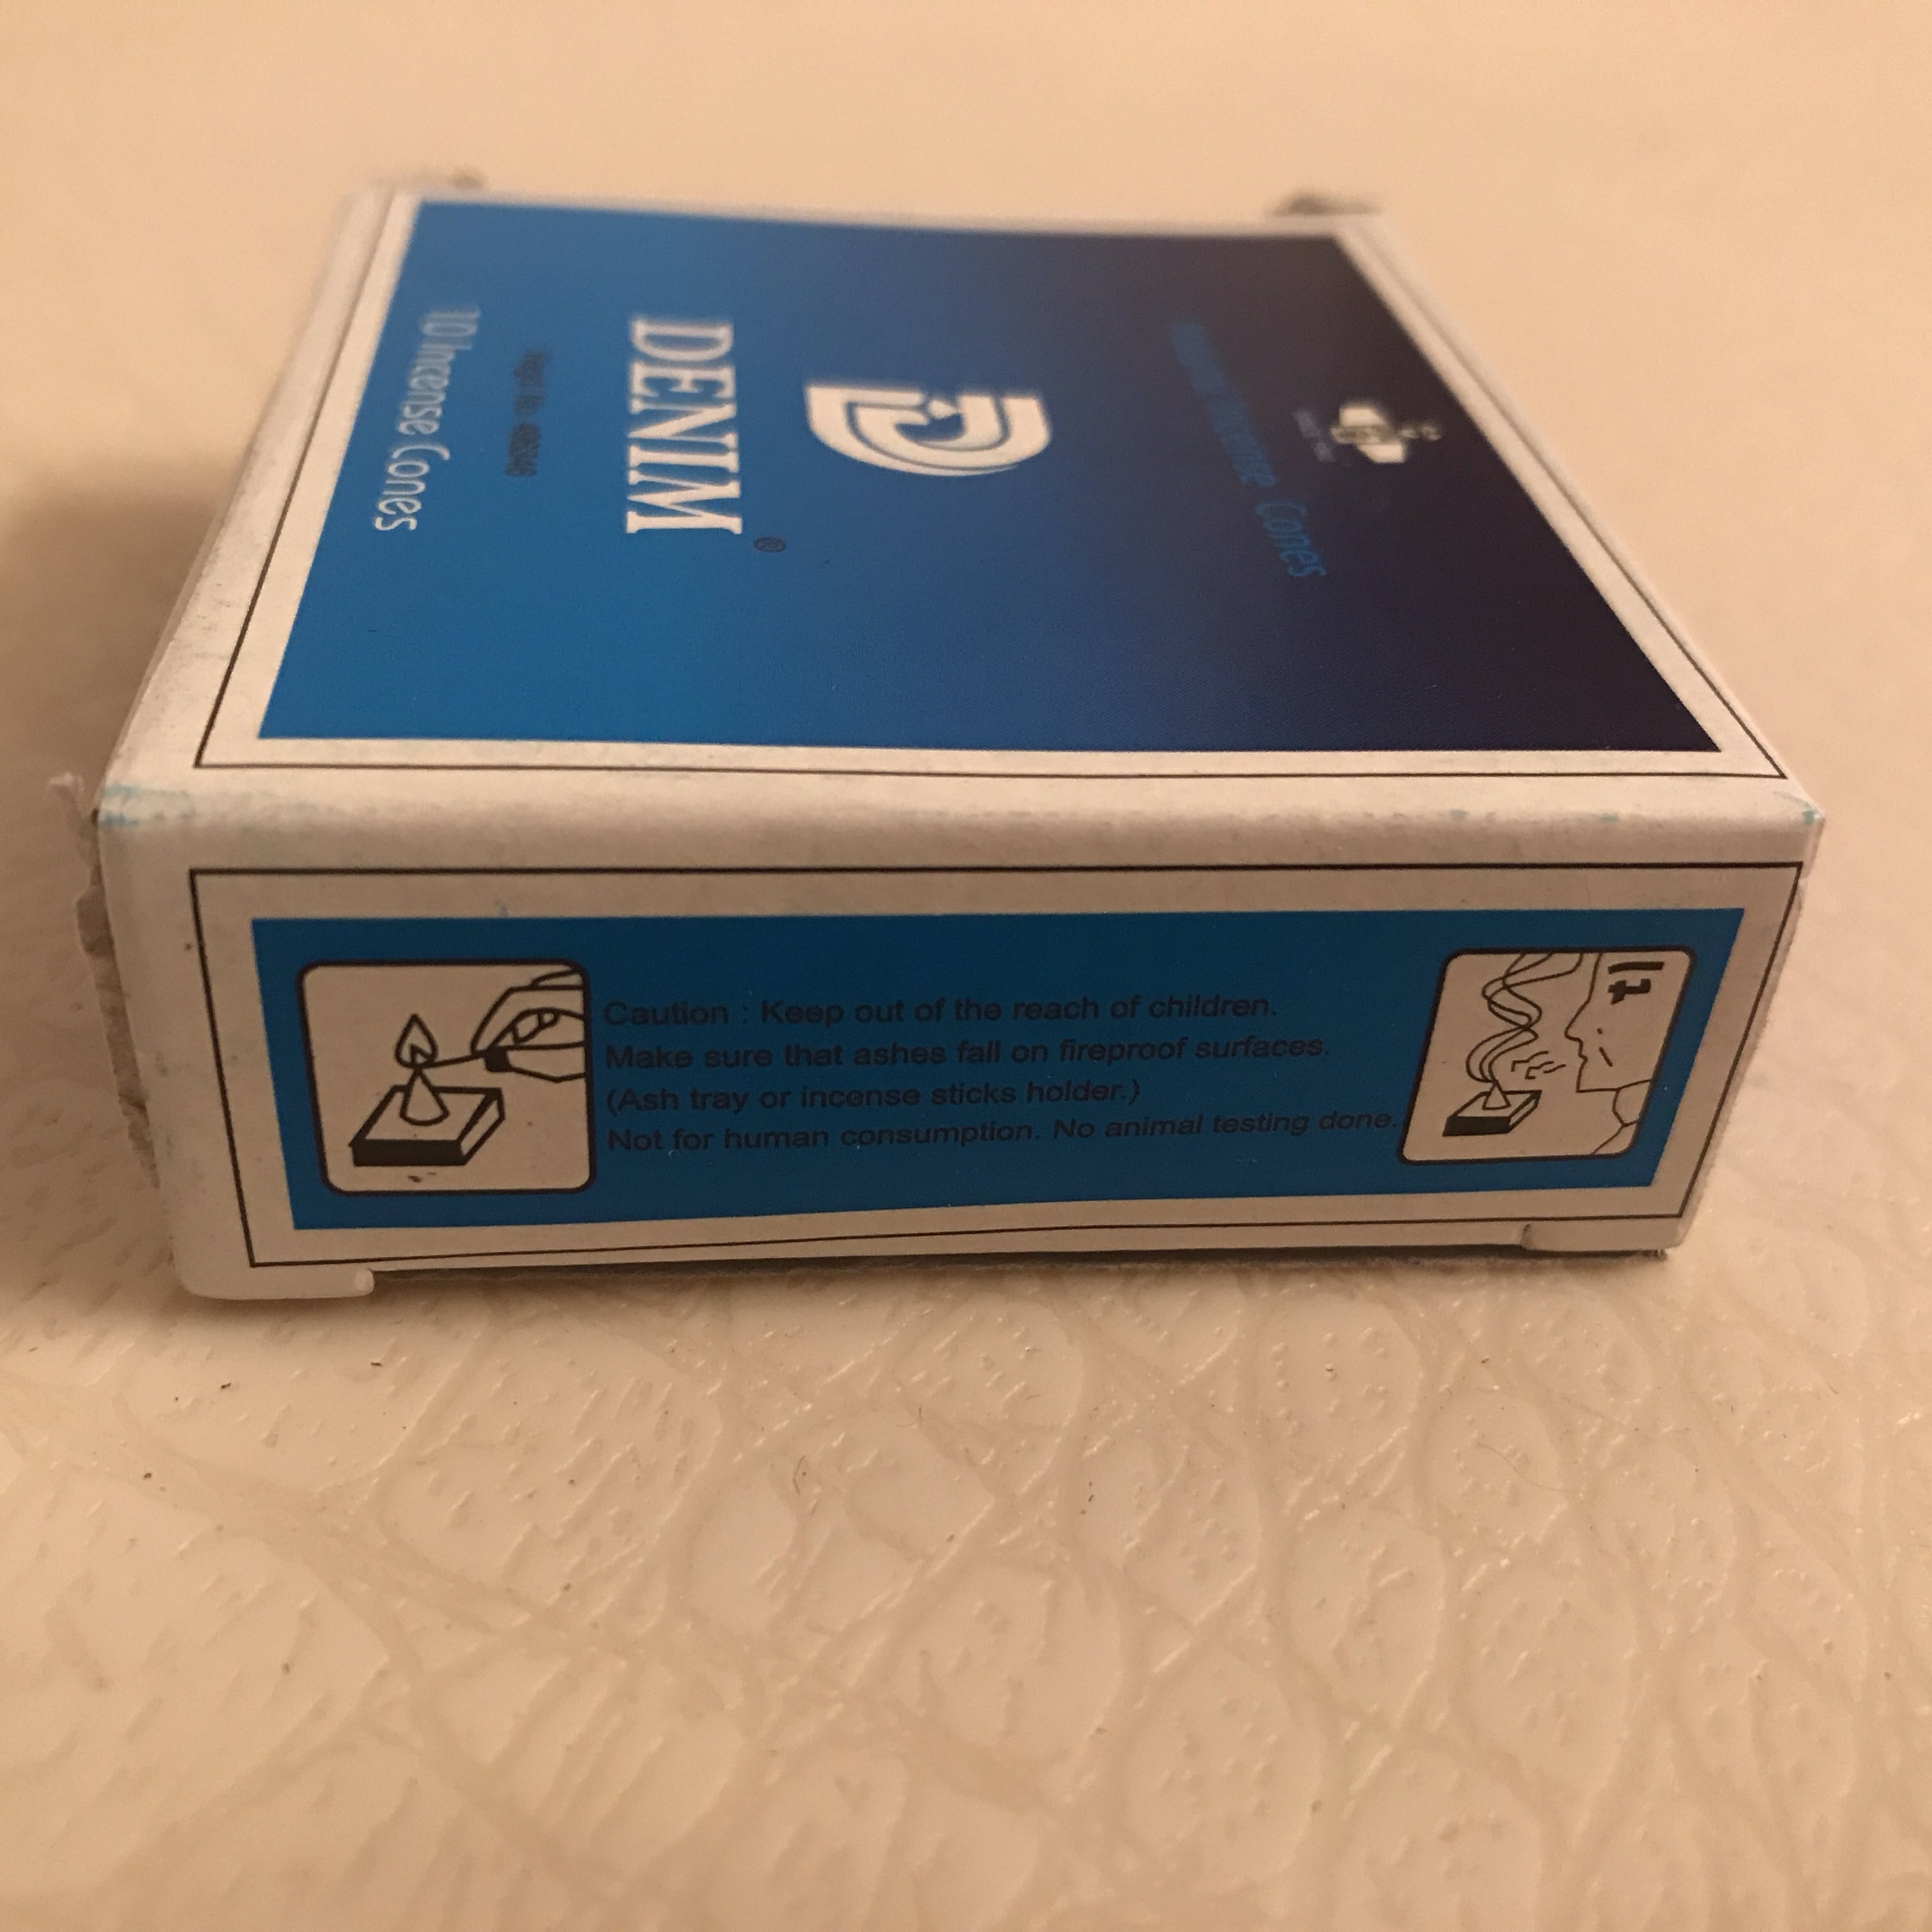 Incense Cones
DENIM®
10 Incense Cones
Caution : Keep out of the reach of children.
Make sure that ashes fall on fireproof surfaces.
(Ash tray or incense sticks holder.)
Not for human consumption. No animal testing done.